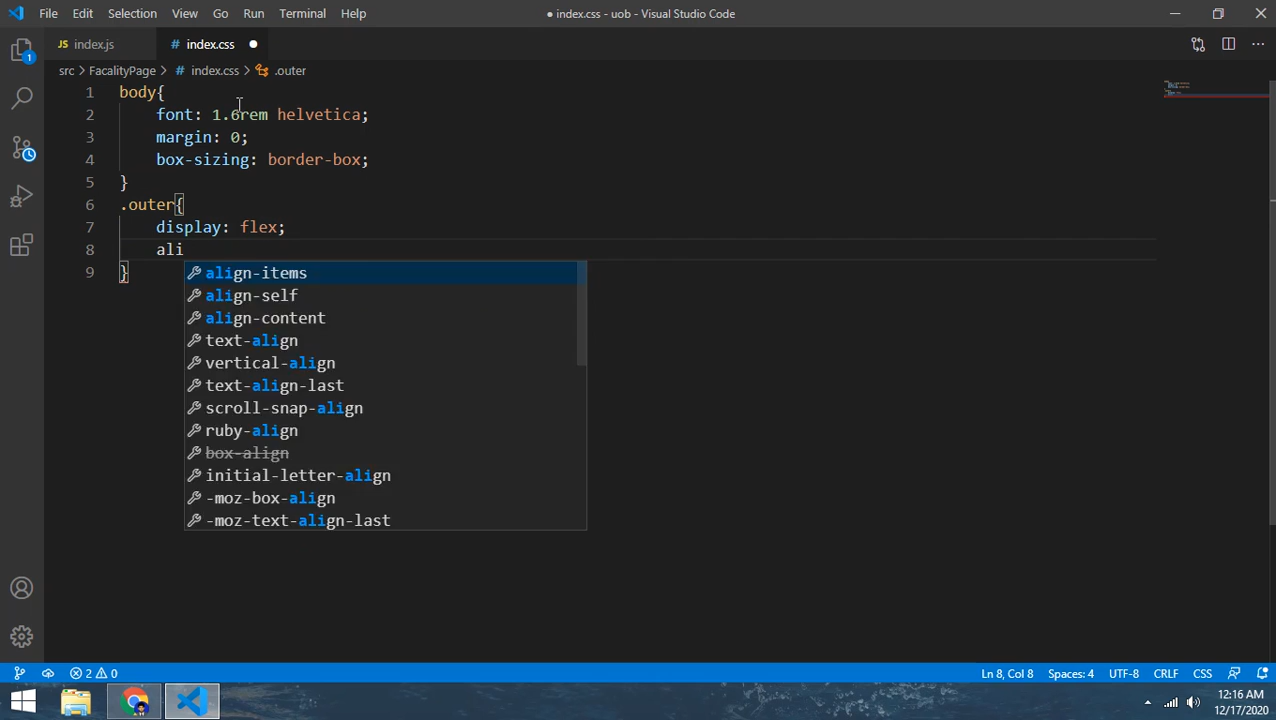 File Edit Selection View Go Run Terminal Help ● index.css - uob - Visual Studio Code
JS index.js # index.css ●
src > FacalityPage > # index.css > .outer
1 body{
2 font: 1.6rem helvetica;
3 margin: 0;
4 box-sizing: border-box;
5 }
6 .outer{
7 display: flex;
8 ali
9 }
align-items
align-self
align-content
text-align
vertical-align
text-align-last
scroll-snap-align
ruby-align
box-align
initial-letter-align
-moz-box-align
-moz-text-align-last
1
2 0 Ln 8, Col 8 Spaces: 4 UTF-8 CRLF CSS
12:16 AM
12/17/2020